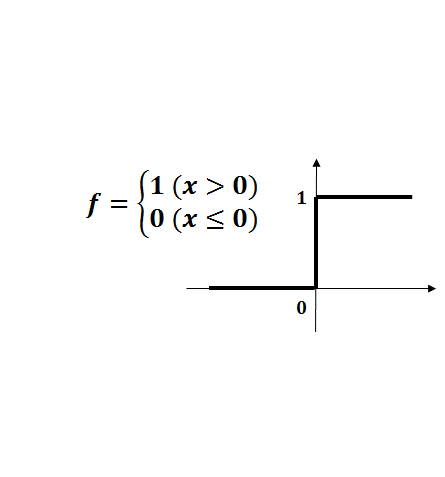 f = { 1 (x > 0)
0 (x ≤ 0)
1
0